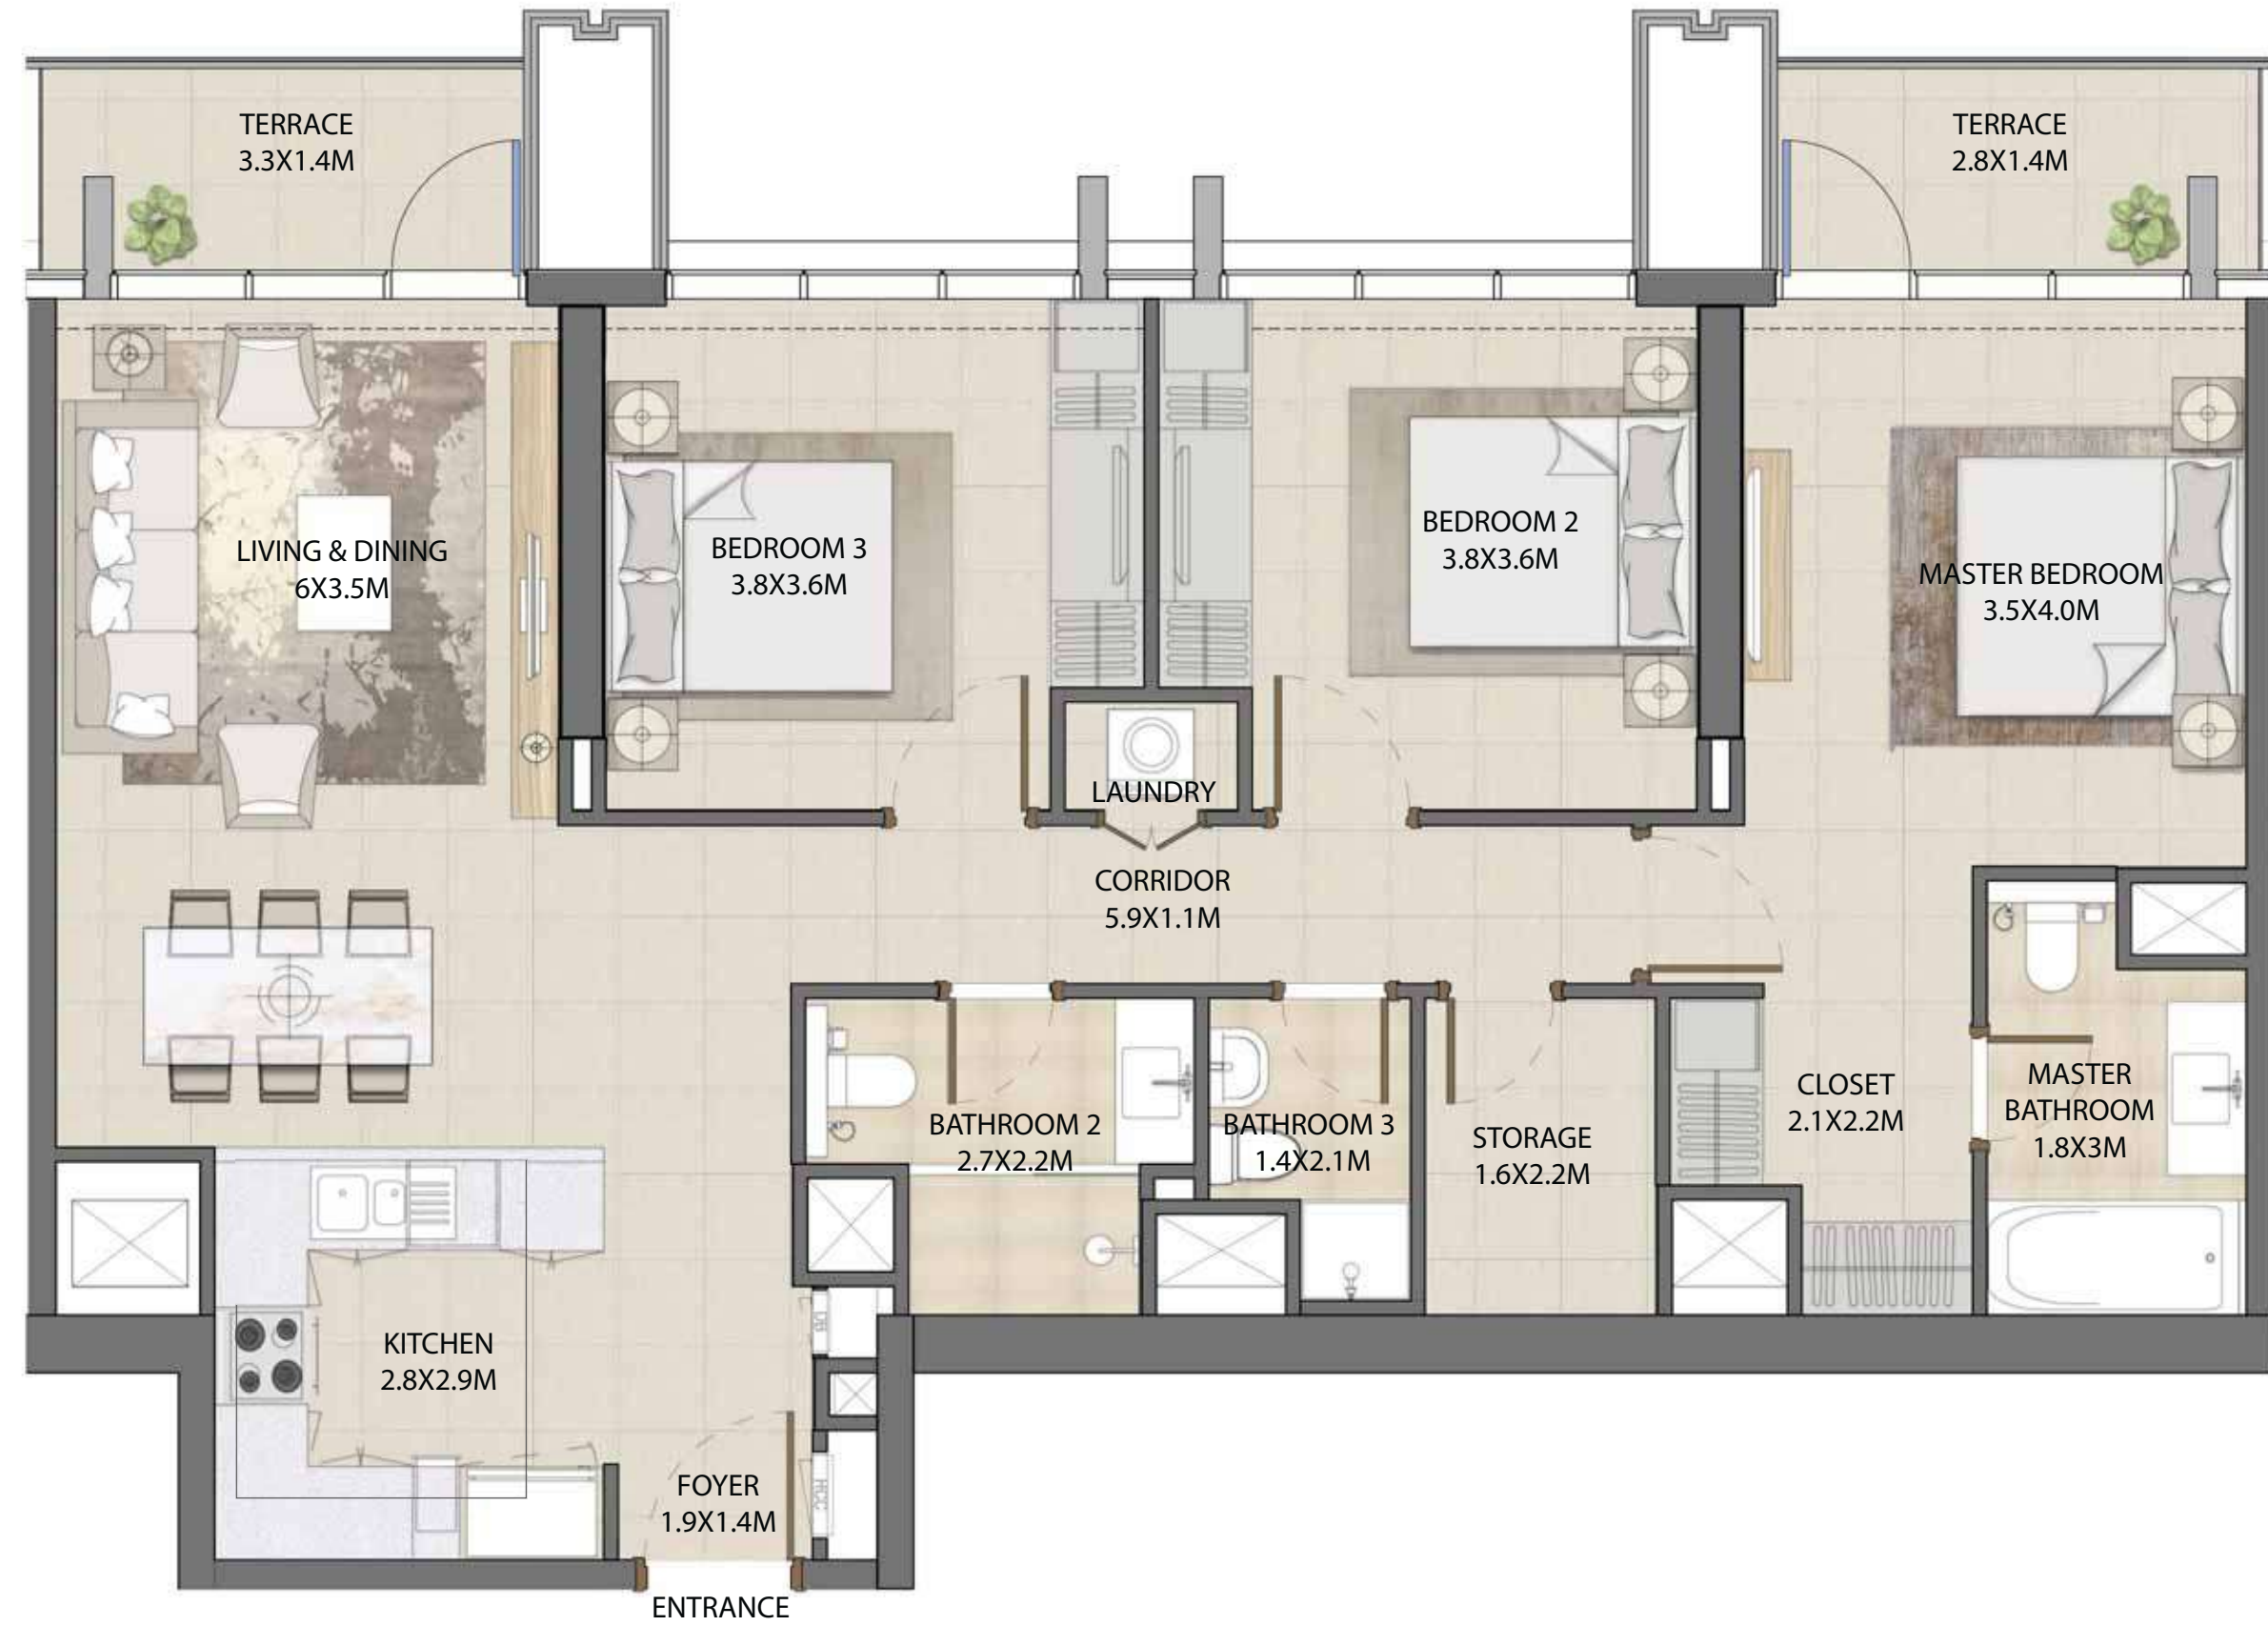 TERRACE
3.3X1.4M
TERRACE
2.8X1.4M
LIVING & DINING
6X3.5M
BEDROOM 3
3.8X3.6M
BEDROOM 2
3.8X3.6M
MASTER BEDROOM
3.5X4.0M
LAUNDRY
CORRIDOR
5.9X1.1M
BATHROOM 2
2.7X2.2M
BATHROOM 3
1.4X2.1M
STORAGE
1.6X2.2M
CLOSET
2.1X2.2M
MASTER
BATHROOM
1.8X3M
KITCHEN
2.8X2.9M
DB
FOYER
1.9X1.4M
HCC
ENTRANCE